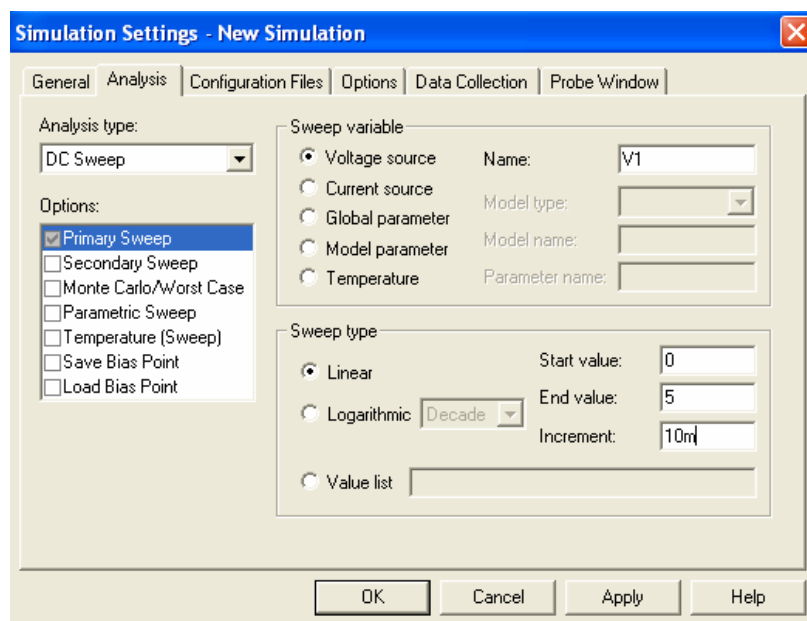 Simulation Settings - New Simulation
General Analysis Configuration Files Options Data Collection Probe Window
Analysis type:
DC Sweep
Options:
Primary Sweep
Secondary Sweep
Monte Carlo/Worst Case
Parametric Sweep
Temperature (Sweep)
Save Bias Point
Load Bias Point
Sweep variable
Voltage source
Current source
Global parameter
Model parameter
Temperature
Name: V1
Model type:
Model name:
Parameter name:
Sweep type
Linear
Logarithmic Decade
Value list
Start value: 0
End value: 5
Increment: 10m
OK Cancel Apply Help